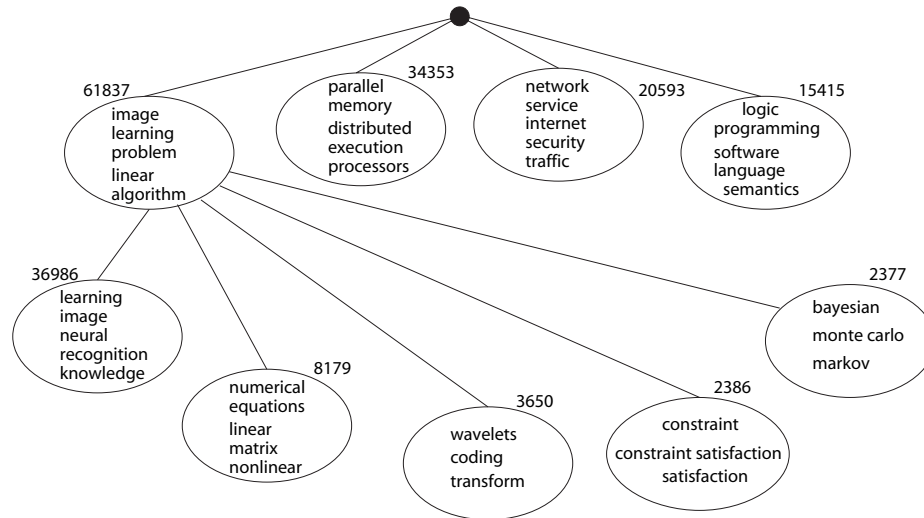 61837
image
learning
problem
linear
algorithm
34353
parallel
memory
distributed
execution
processors
20593
network
service
internet
security
traffic
15415
logic
programming
software
language
semantics
36986
learning
image
neural
recognition
knowledge
8179
numerical
equations
linear
matrix
nonlinear
3650
wavelets
coding
transform
2386
constraint
constraint satisfaction
satisfaction
2377
bayesian
monte carlo
markov